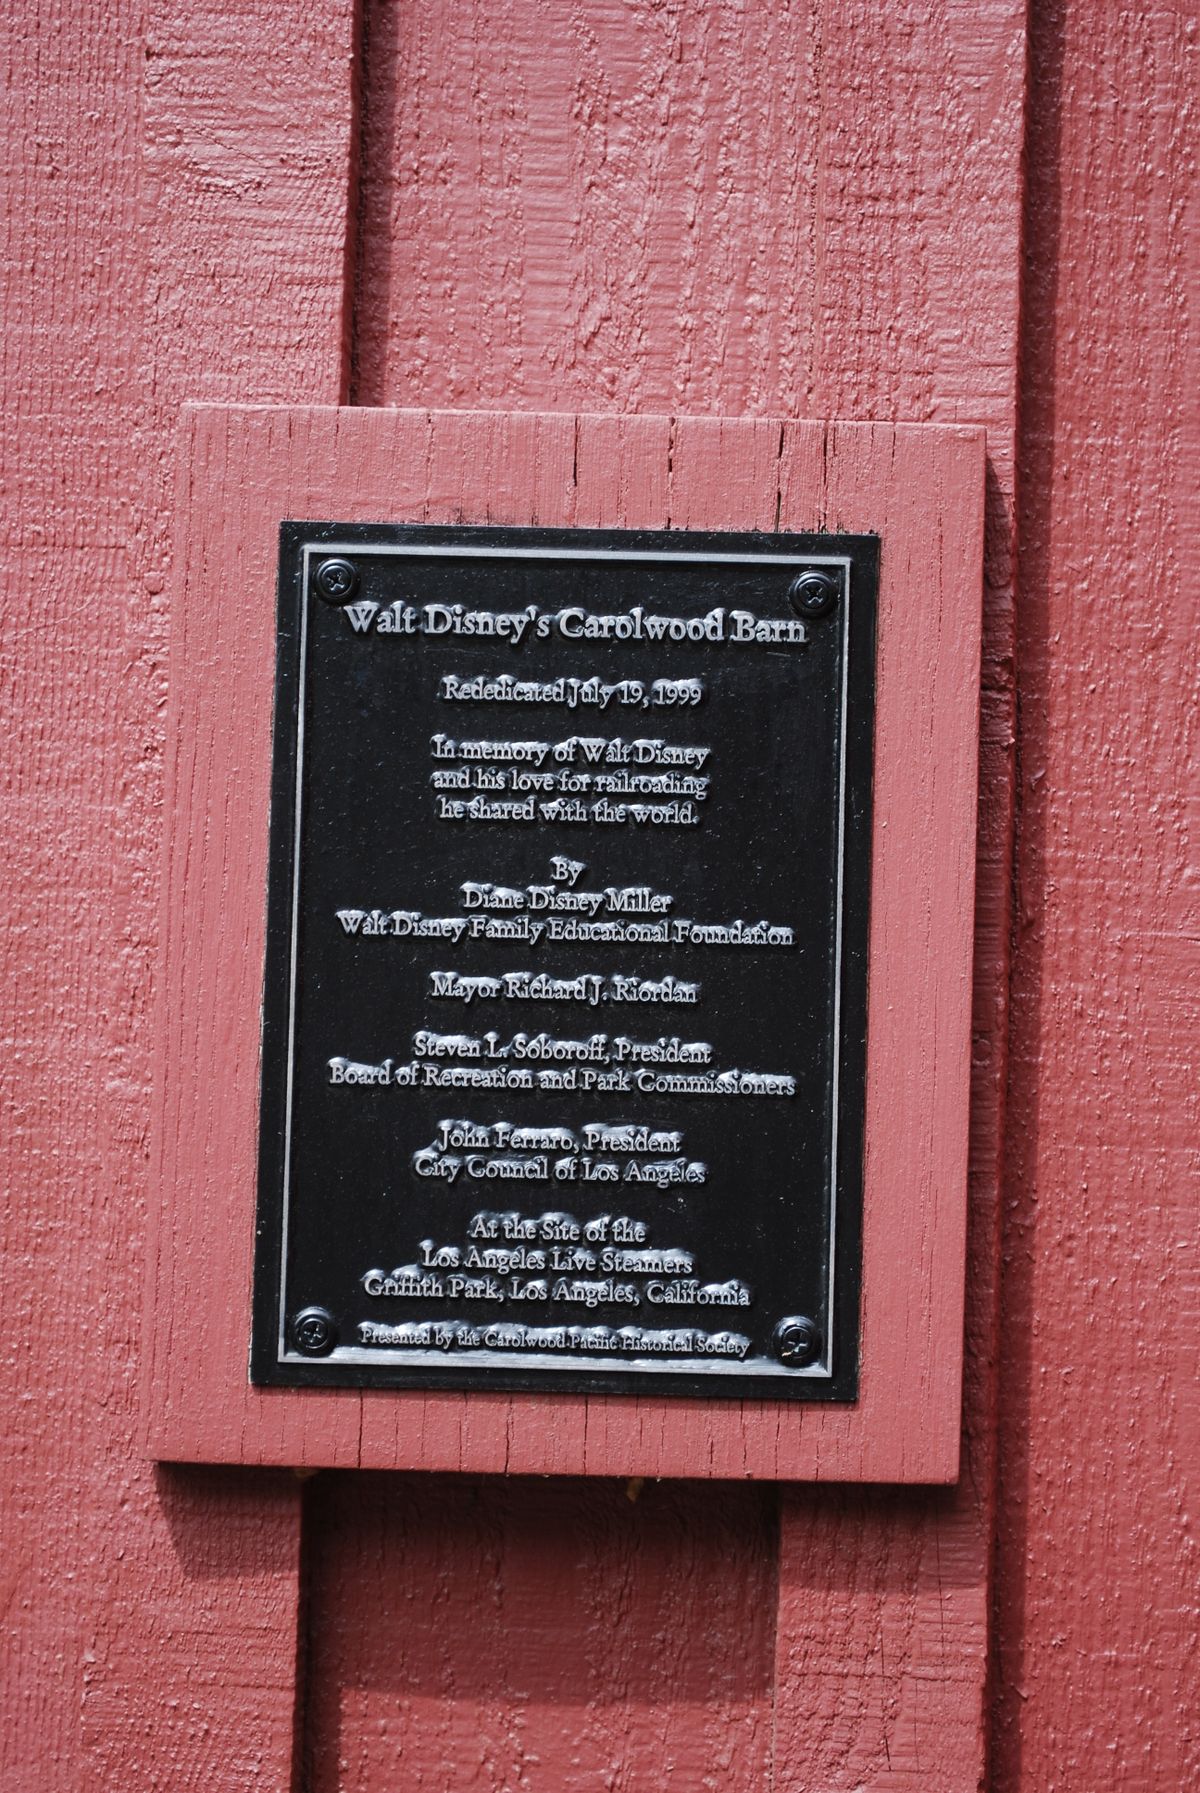 Walt Disney's Carolwood Barn
Rededicated July 19, 1999
In memory of Walt Disney
and his love for railroading
he shared with the world.
By
Diane Disney Miller
Walt Disney Family Educational Foundation
Mayor Richard J. Riordan
Steven L. Soboroff, President
Board of Recreation and Park Commissioners
John Ferraro, President
City Council of Los Angeles
At the Site of the
Los Angeles Live Steamers
Griffith Park, Los Angeles, California
Presented by the Carolwood Pacific Historical Society